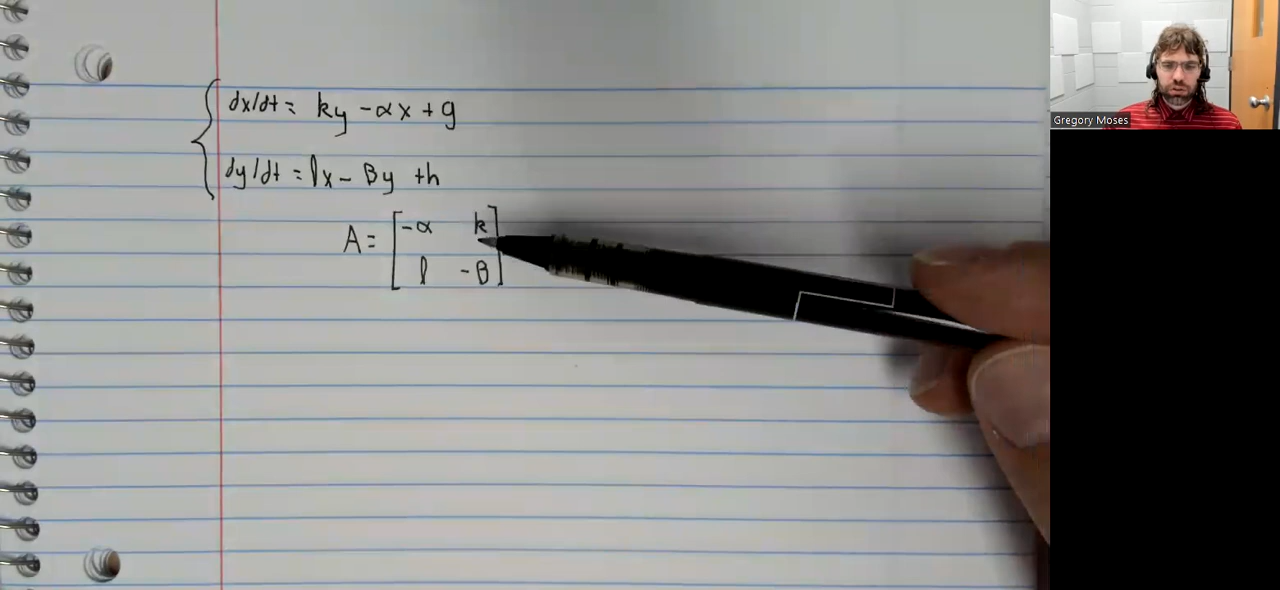 dx/dt = ky - αx + g
dy/dt = lx - βy + h
A = [ -α k
l -β ]
Gregory Moses